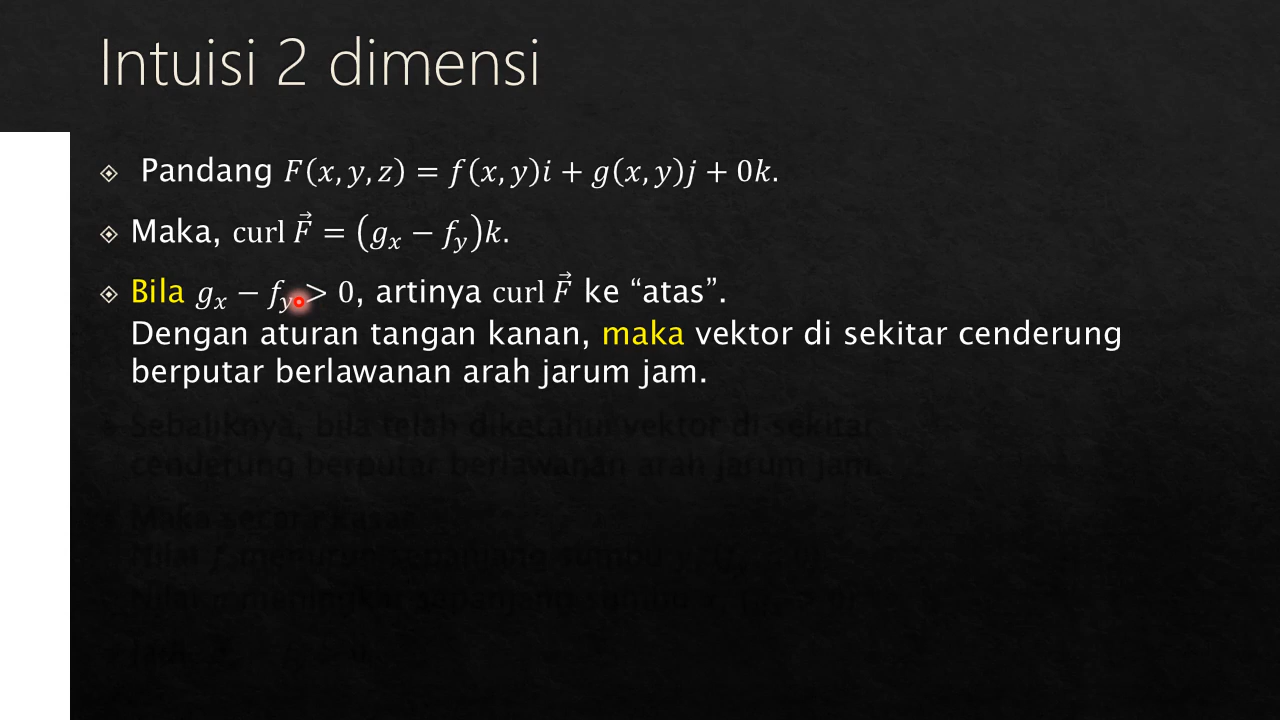 Intuisi 2 dimensi
Pandang 𝐹(𝑥, 𝑦, 𝑧) = 𝑓(𝑥, 𝑦)𝑖 + 𝑔(𝑥, 𝑦)𝑗 + 0𝑘.
Maka, curl 𝐹⃗ = (𝑔ₓ − 𝑓ᵧ)𝑘.
Bila 𝑔ₓ − 𝑓ᵧ > 0, artinya curl 𝐹⃗ ke “atas”.
Dengan aturan tangan kanan, maka vektor di sekitar cenderung
berputar berlawanan arah jarum jam.
Sebaliknya, bila telah diketahui vektor di sekitar
cenderung berputar berlawanan arah jarum jam.
Maka secara kasar